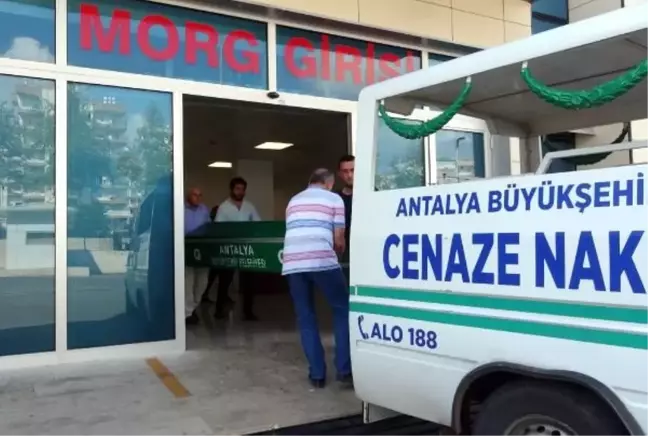 MORG GİRİŞİ
ANTALYA
ANTALYA BÜYÜKŞEHİ
CENAZE NAK
ALO 188